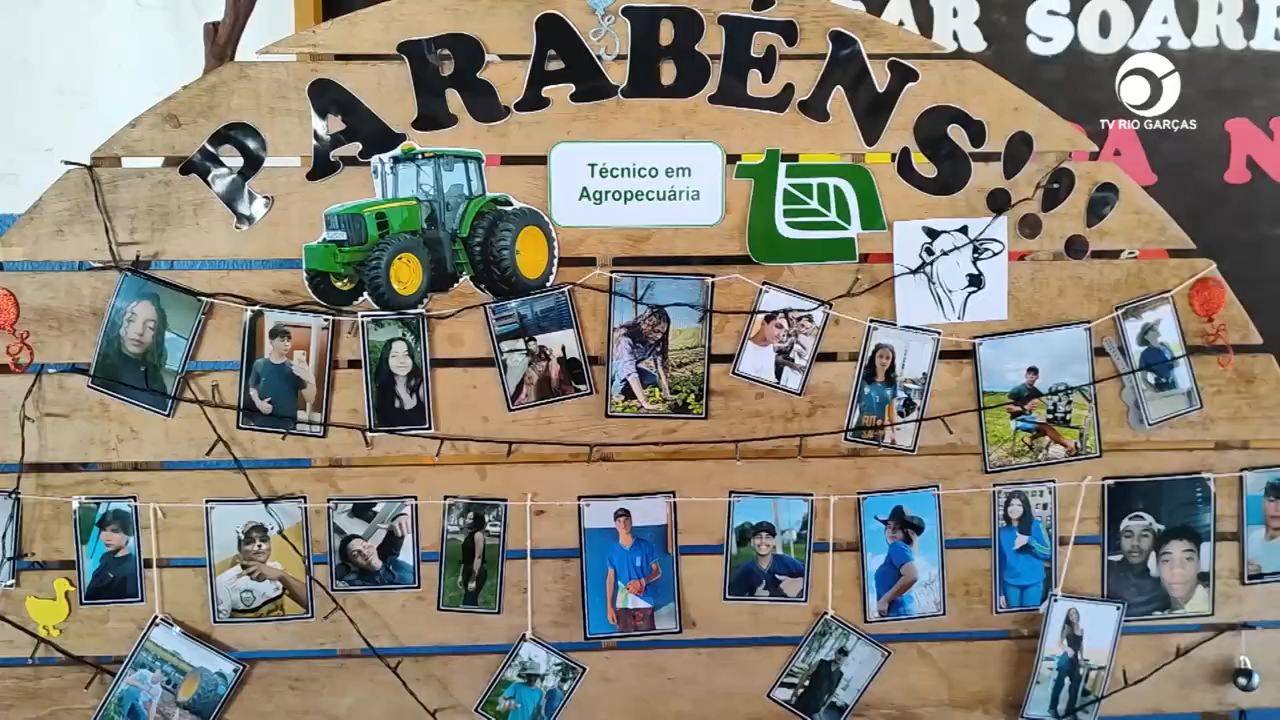 AR SOARE
PARABÉNS!!!
TV RIO GARÇAS
A N
Técnico em
Agropecuária